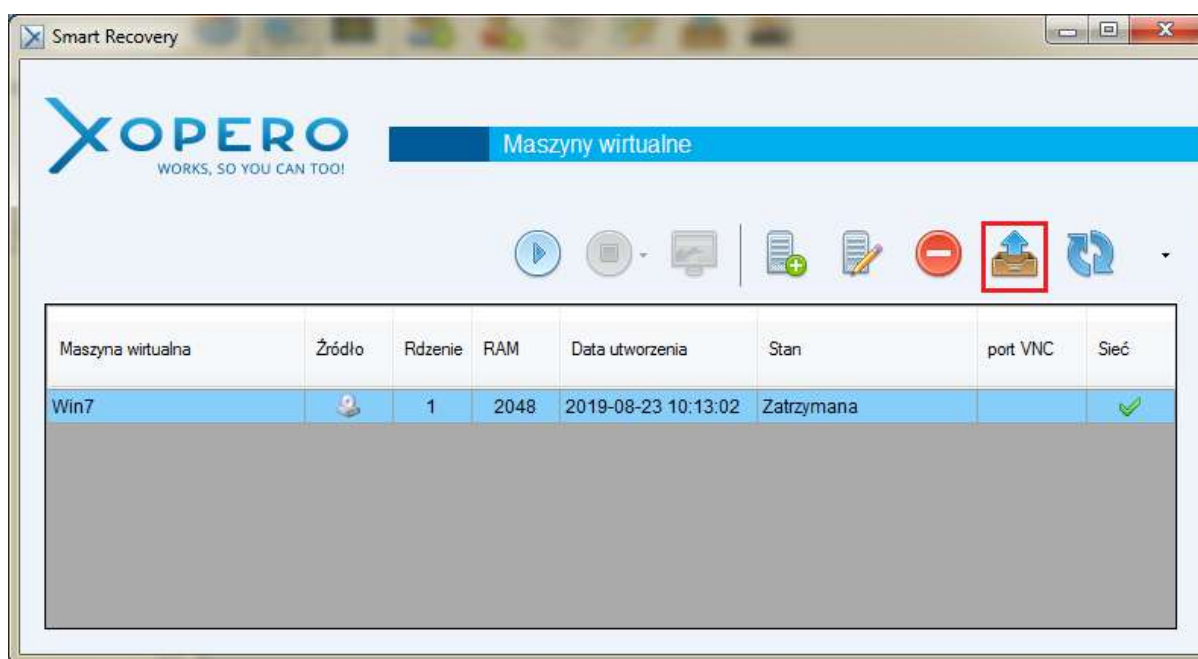 Smart Recovery
XOPERO
WORKS, SO YOU CAN TOO!
Maszyny wirtualne
Maszyna wirtualna Źródło Rdzenie RAM Data utworzenia Stan port VNC Sieć
Win7 1 2048 2019-08-23 10:13:02 Zatrzymana